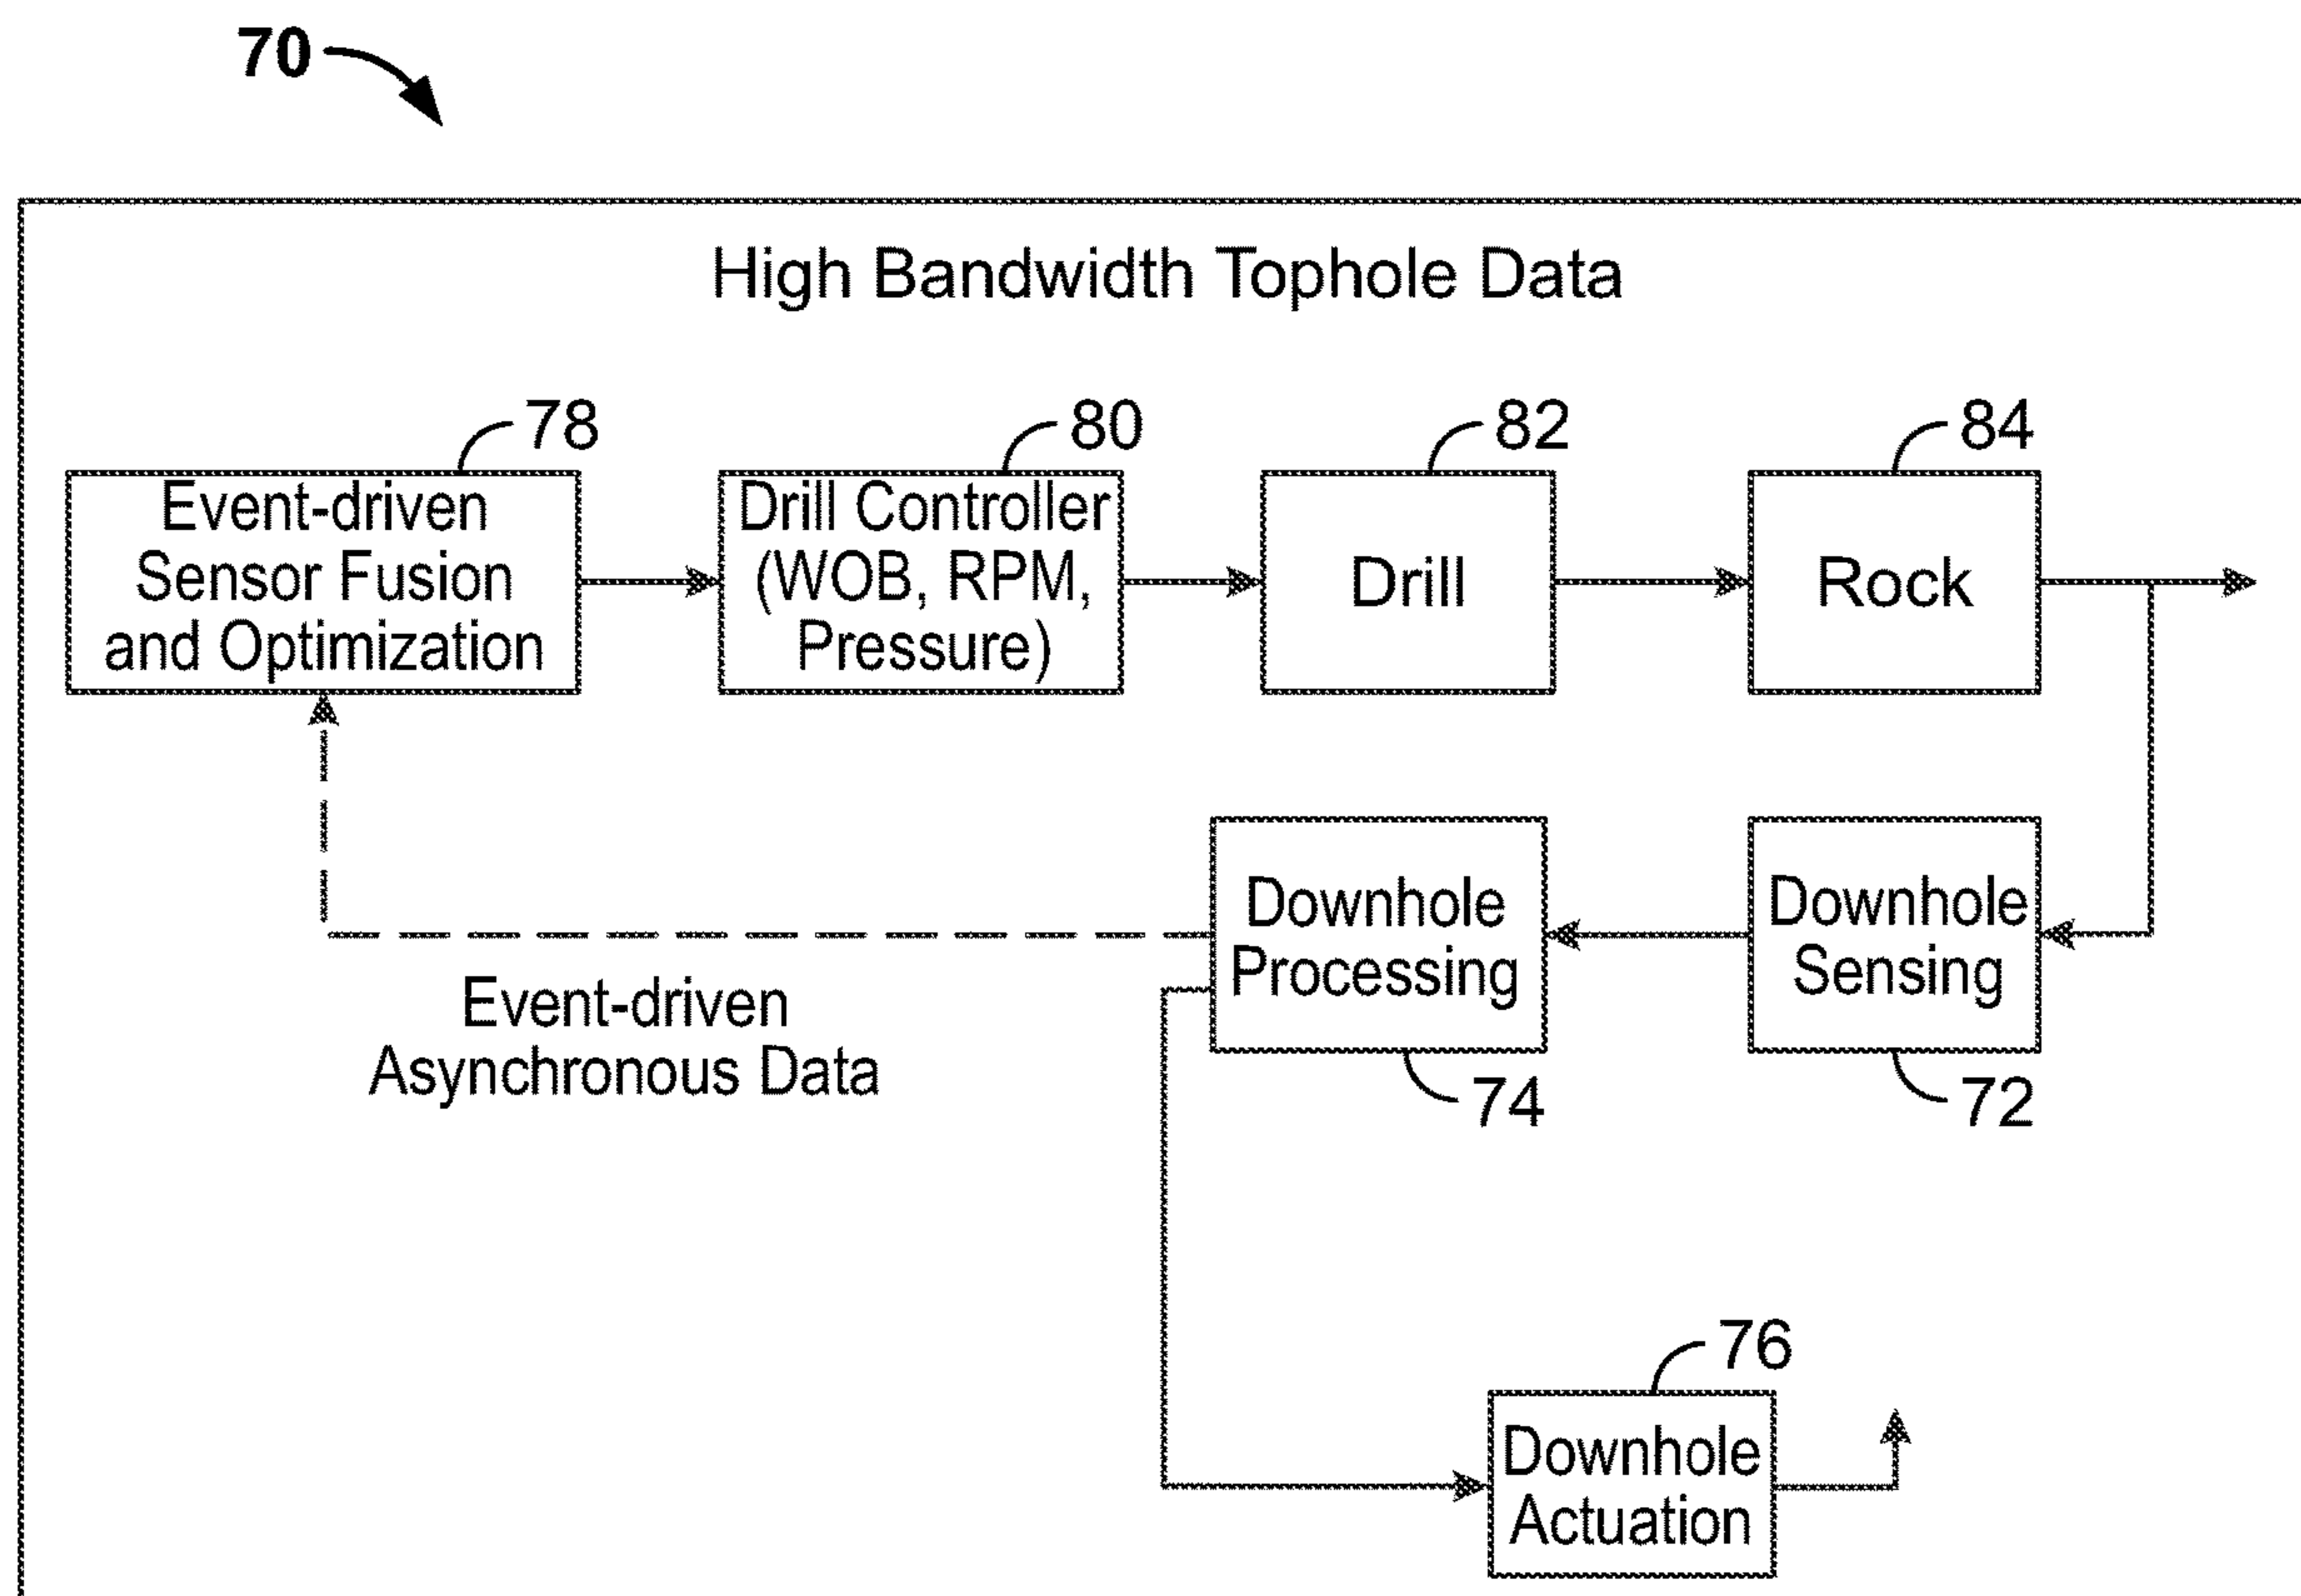 70
High Bandwidth Tophole Data
78
80
82
84
Event-driven
Sensor Fusion
and Optimization
Drill Controller
(WOB, RPM,
Pressure)
Drill
Rock
Downhole
Processing
Downhole
Sensing
Event-driven
Asynchronous Data
74
72
76
Downhole
Actuation